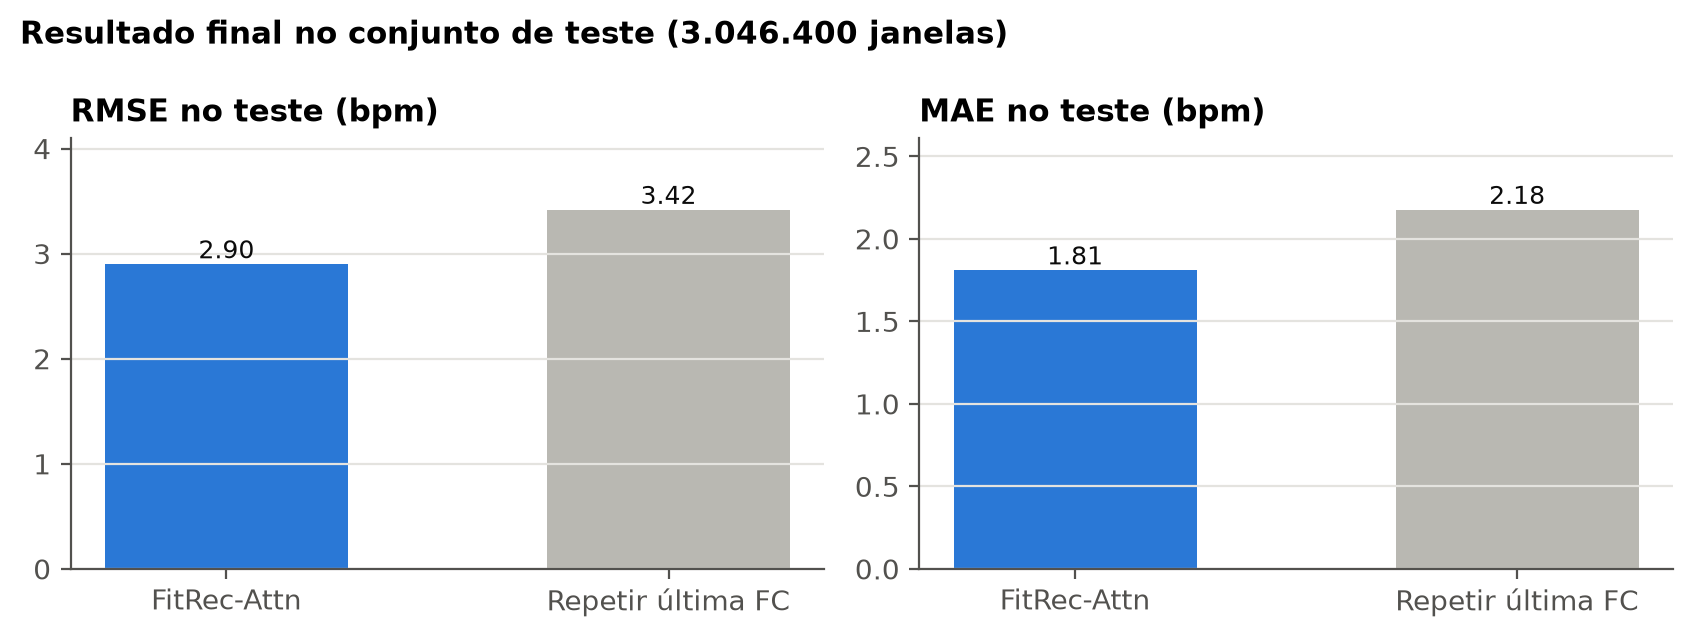 Resultado final no conjunto de teste (3.046.400 janelas)
RMSE no teste (bpm)
4
3
2
1
0
3.42
2.90
FitRec-Attn
Repetir última FC
MAE no teste (bpm)
2.5
2.0
1.5
1.0
0.5
0.0
2.18
1.81
FitRec-Attn
Repetir última FC